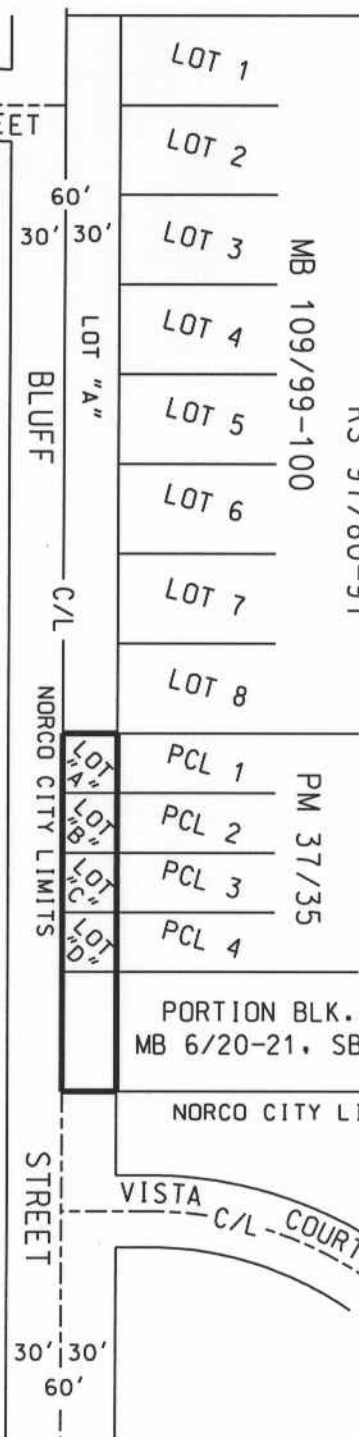 LOT 1
EET
LOT 2
60'
30' 30'
LOT 3
MB 109/99-100
LOT "A"
LOT 4
BLUFF
LOT 5
LOT 6
C/L
LOT 7
LOT 8
NORCO CITY LIMITS
LOT "A"
PCL 1
PM 37/35
LOT "B"
PCL 2
LOT "C"
PCL 3
LOT "D"
PCL 4
PORTION BLK.
MB 6/20-21, SB
NORCO CITY LI
STREET
VISTA C/L COURT
30' 30'
60'